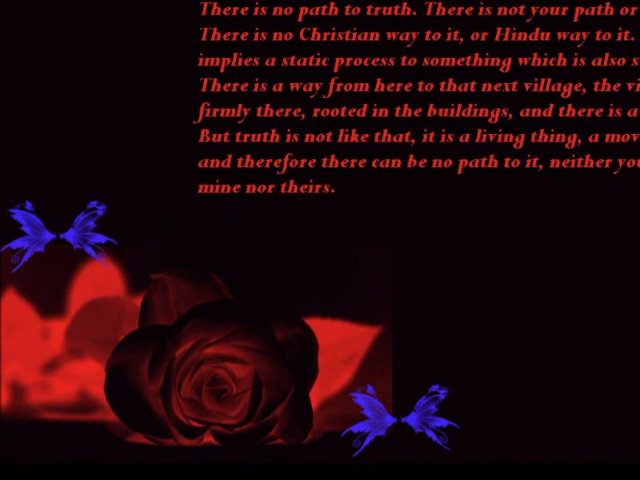 There is no path to truth. There is not your path or
There is no Christian way to it, or Hindu way to it.
implies a static process to something which is also s
There is a way from here to that next village, the vi
firmly there, rooted in the buildings, and there is a
But truth is not like that, it is a living thing, a mov
and therefore there can be no path to it, neither you
mine nor theirs.